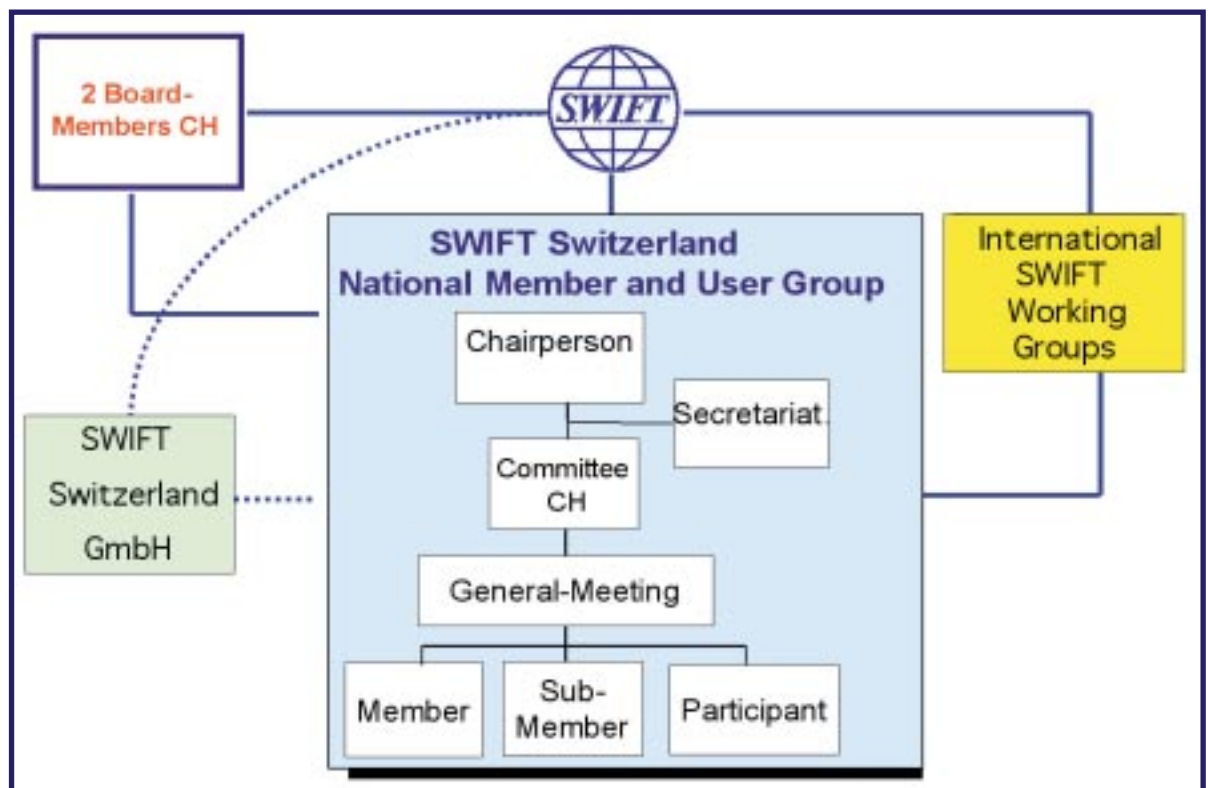 2 Board-
Members CH
S.W.I.F.T
SWIFT Switzerland
National Member and User Group
International
SWIFT
Working
Groups
Chairperson
Secretariat.
SWIFT
Switzerland
GmbH
Committee
CH
General-Meeting
Member
Sub-
Member
Participant